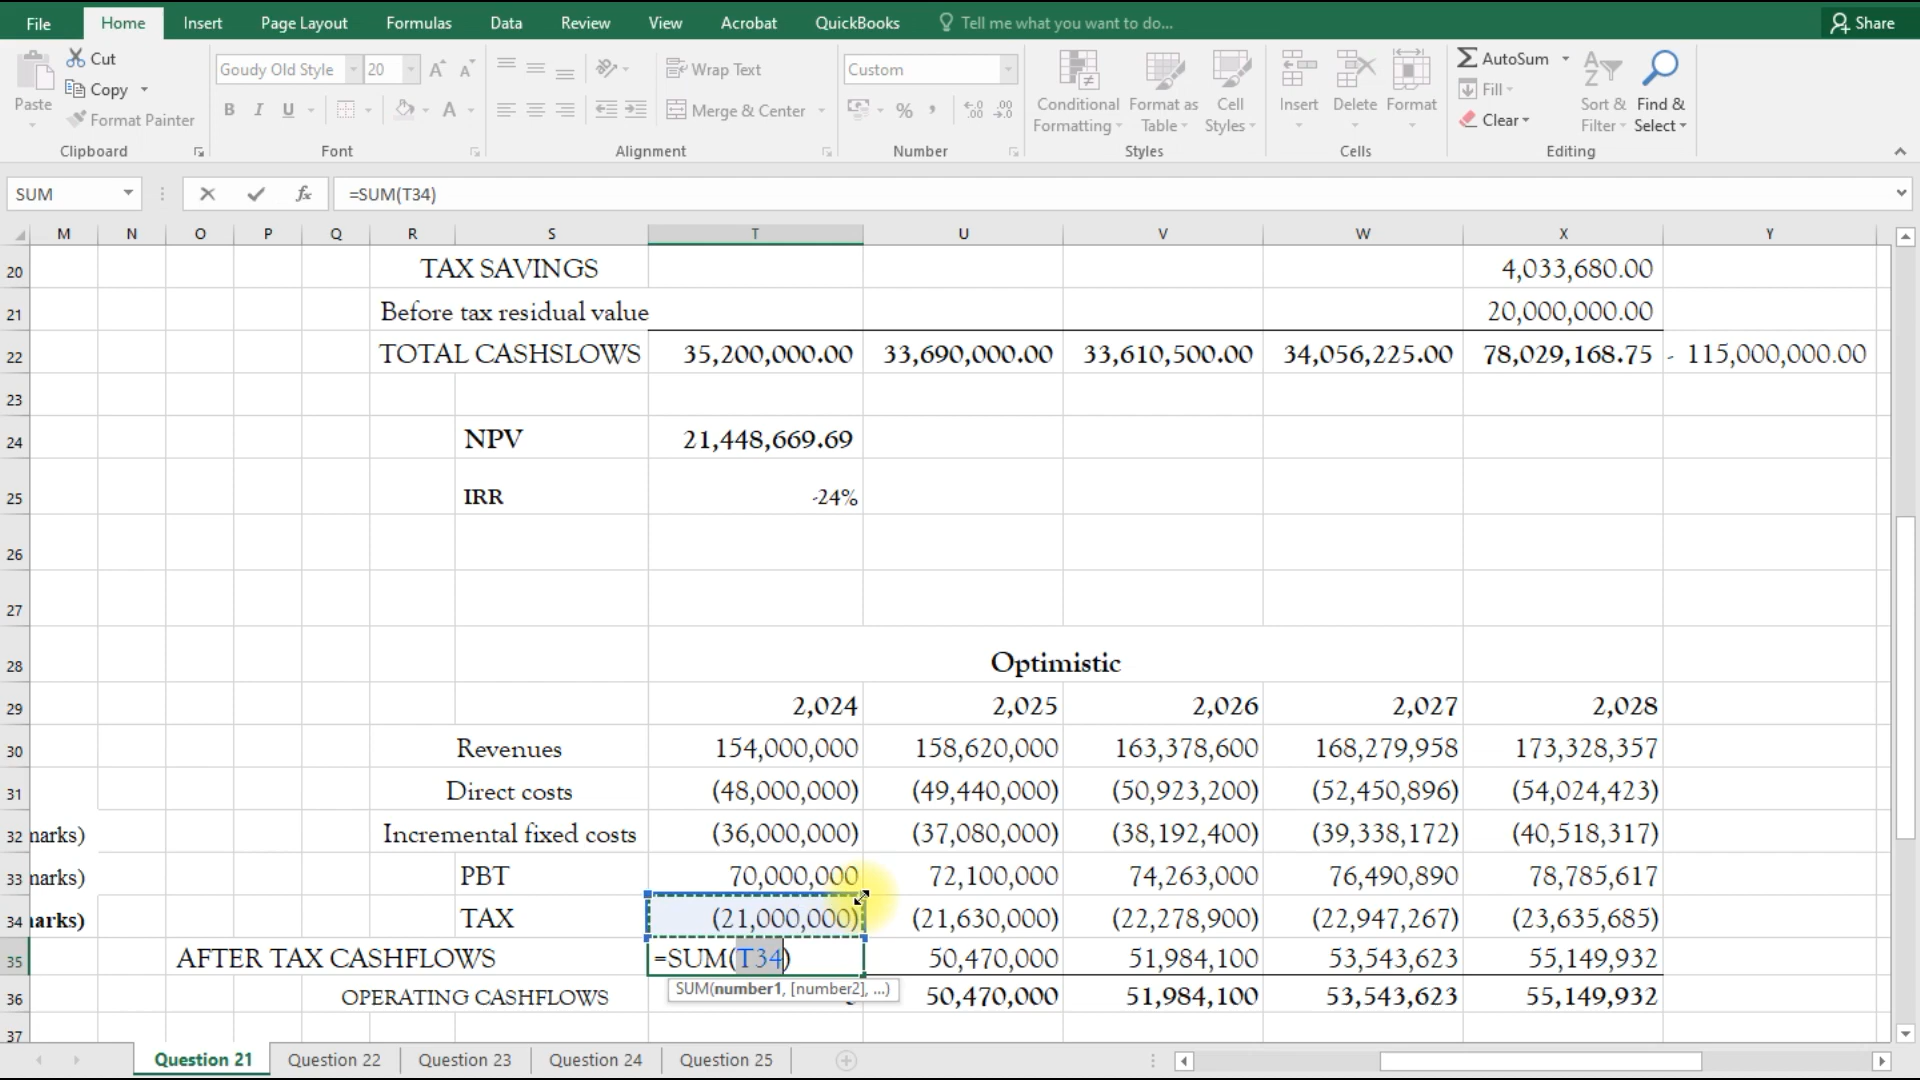 File Home Insert Page Layout Formulas Data Review View Acrobat QuickBooks Tell me what you want to do... Share
Cut
Copy
Format Painter
Paste
Clipboard
Goudy Old Style 20
B I U
Font
Wrap Text
Merge & Center
Alignment
Custom
% ,
Number
Conditional Formatting
Format as Table
Cell Styles
Styles
Insert Delete Format
Cells
AutoSum
Fill
Clear
Sort & Filter
Find & Select
Editing
SUM fx =SUM(T34)
M N O P Q R S T U V W X Y
20 TAX SAVINGS 4,033,680.00
21 Before tax residual value 20,000,000.00
22 TOTAL CASHSLOWS 35,200,000.00 33,690,000.00 33,610,500.00 34,056,225.00 78,029,168.75 - 115,000,000.00
23
24 NPV 21,448,669.69
25 IRR -24%
26
27
28 Optimistic
29 2,024 2,025 2,026 2,027 2,028
30 Revenues 154,000,000 158,620,000 163,378,600 168,279,958 173,328,357
31 Direct costs (48,000,000) (49,440,000) (50,923,200) (52,450,896) (54,024,423)
32 marks) Incremental fixed costs (36,000,000) (37,080,000) (38,192,400) (39,338,172) (40,518,317)
33 marks) PBT 70,000,000 72,100,000 74,263,000 76,490,890 78,785,617
34 marks) TAX (21,000,000) (21,630,000) (22,278,900) (22,947,267) (23,635,685)
35 AFTER TAX CASHFLOWS =SUM(T34) 50,470,000 51,984,100 53,543,623 55,149,932
SUM(number1, [number2], ...)
36 OPERATING CASHFLOWS 50,470,000 51,984,100 53,543,623 55,149,932
37
Question 21 Question 22 Question 23 Question 24 Question 25